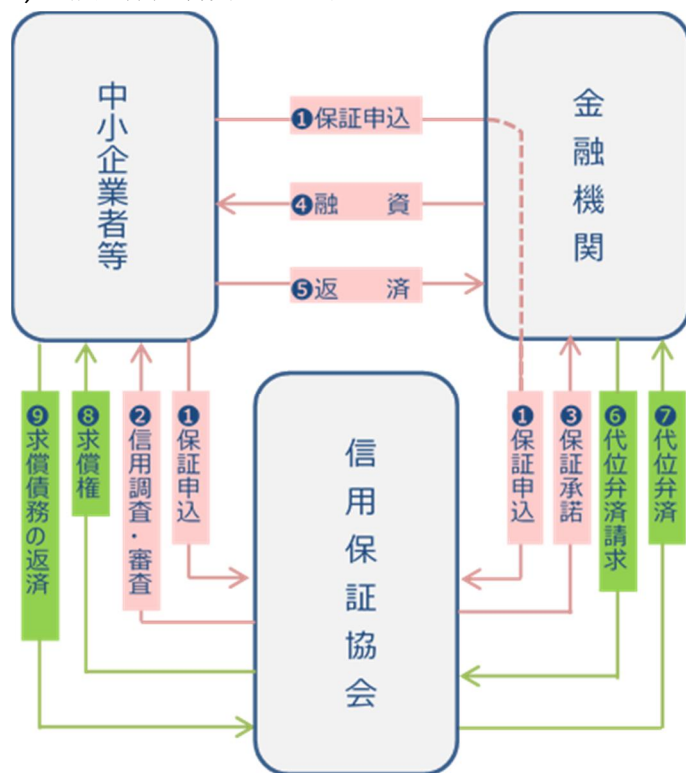 中小企業者等
金融機関
❶保証申込
❹融　資
❺返　済
❾求償債務の返済
❽求償権
❷信用調査・審査
❶保証申込
信用保証協会
❶保証申込
❸保証承諾
❻代位弁済請求
❼代位弁済